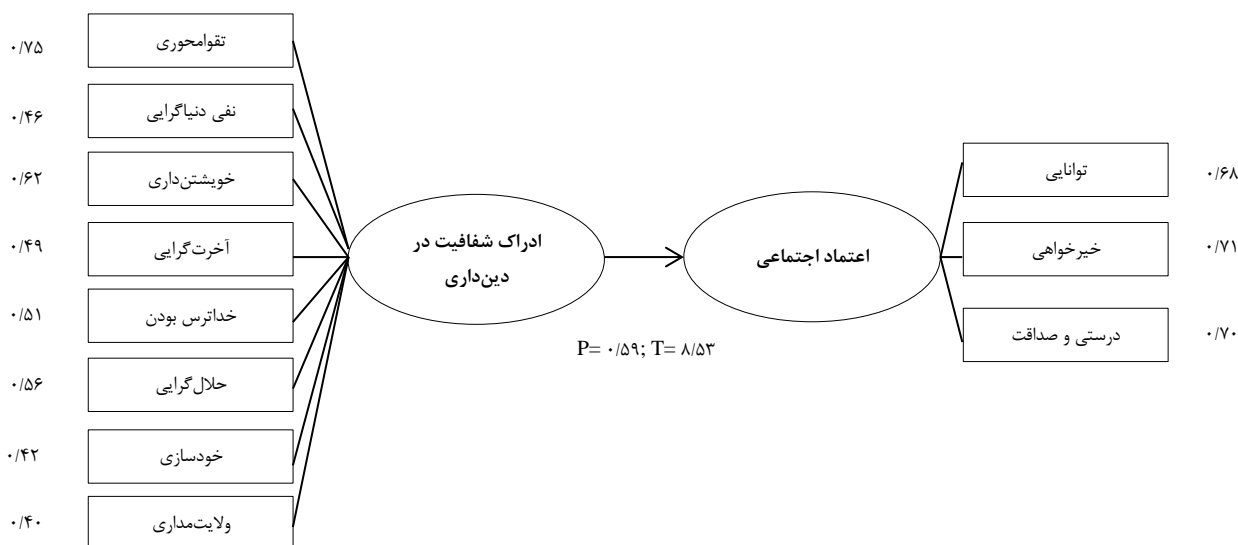 تقوامحوری
۰/۷۵
نفی دنیاگرایی
۰/۴۶
خویشتن‌داری
۰/۶۲
آخرت‌گرایی
۰/۴۹
خداترس بودن
۰/۵۱
حلال‌گرایی
۰/۵۶
خودسازی
۰/۴۲
ولایت‌مداری
۰/۴۰
ادراک شفافیت در
دین‌داری
P= ۰/۵۹; T= ۸/۵۳
اعتماد اجتماعی
توانایی
۰/۶۸
خیرخواهی
۰/۷۱
درستی و صداقت
۰/۷۰